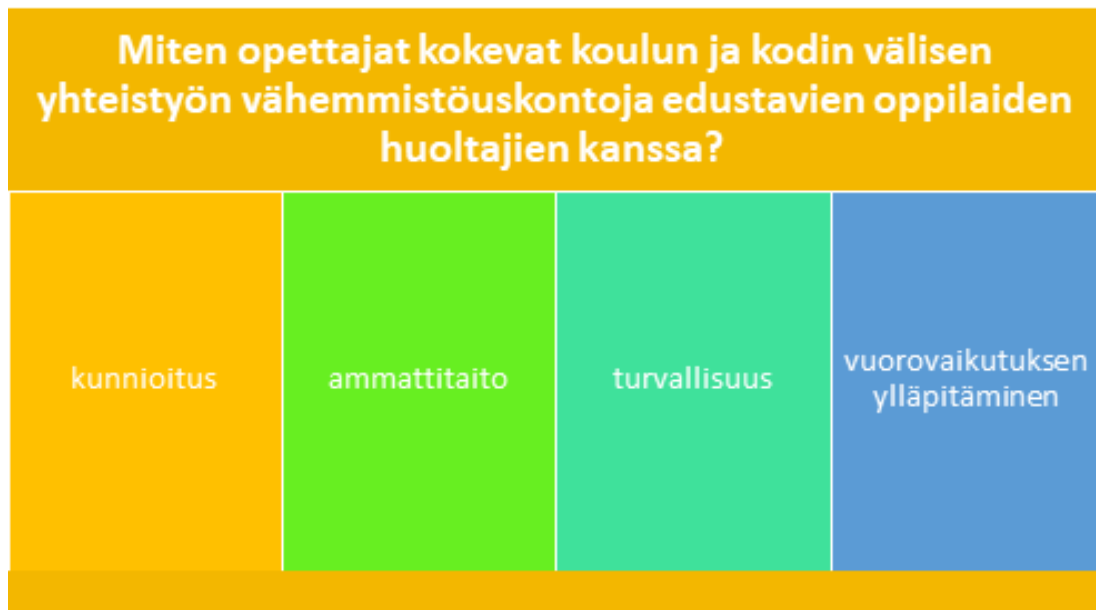 Miten opettajat kokevat koulun ja kodin välisen
yhteistyön vähemmistöuskontoja edustavien oppilaiden
huoltajien kanssa?
kunnioitus
ammattitaito
turvallisuus
vuorovaikutuksen
ylläpitäminen